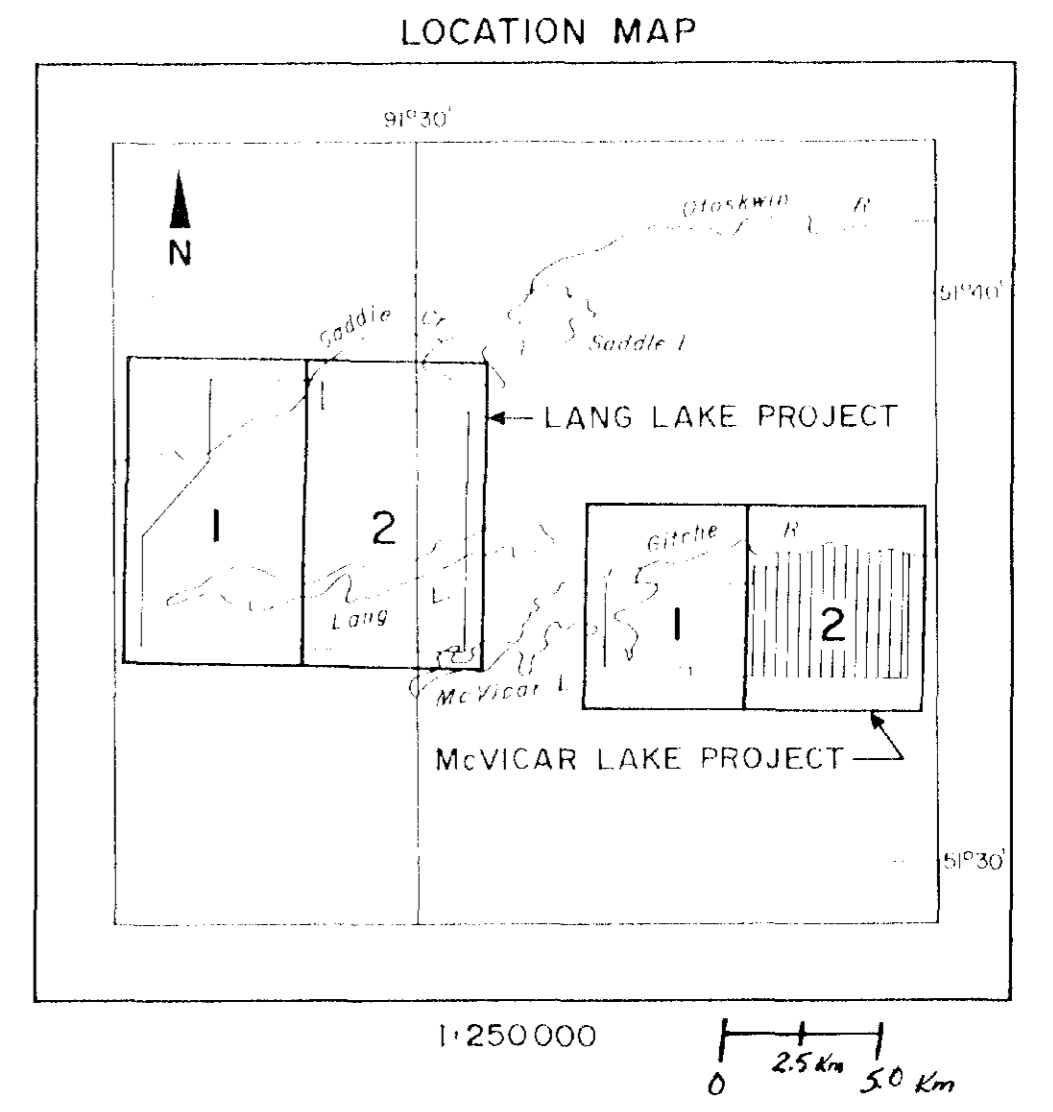 LOCATION MAP
91°30'
Otoskwin R
N
51°40'
Saddle Cr
Saddle L
LANG LAKE PROJECT
1 2
Gitche R
1 2
Lang L.
McVicar L
McVICAR LAKE PROJECT
51°30'
1:250000
0 2.5 Km 5.0 Km